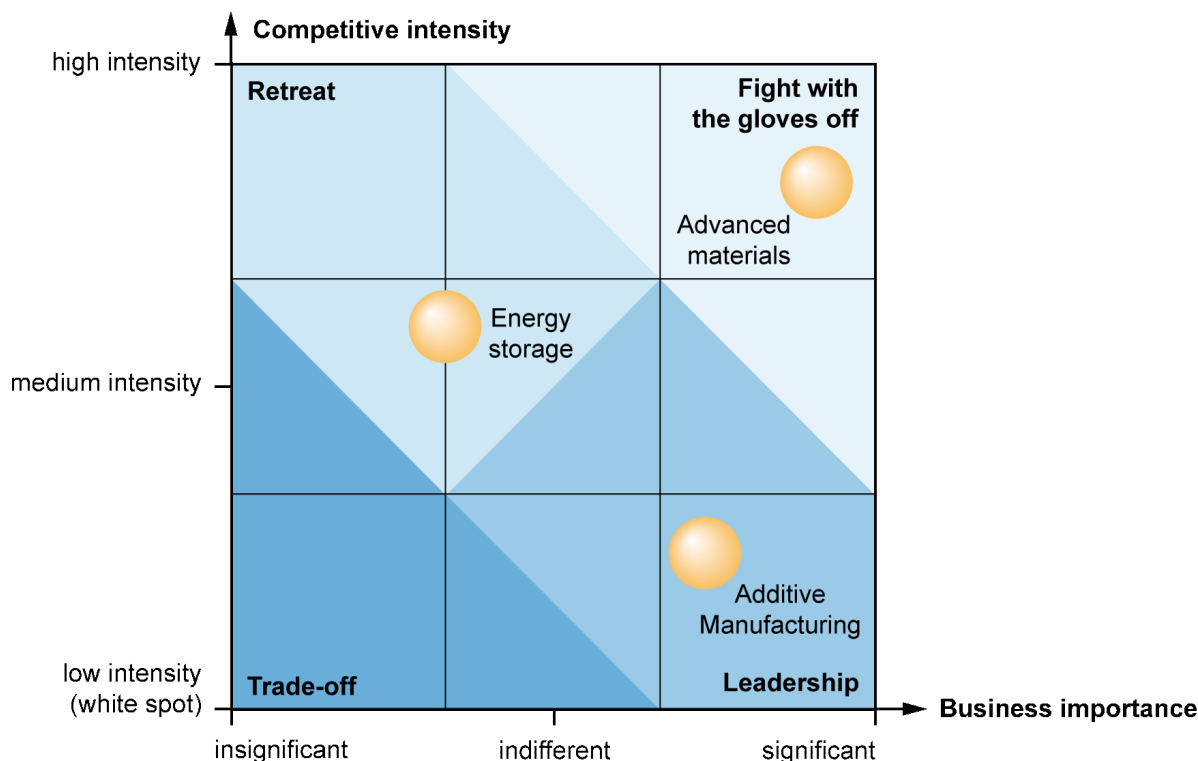 Competitive intensity
high intensity
Retreat
Fight with
the gloves off
Advanced
materials
Energy
storage
medium intensity
Additive
Manufacturing
low intensity
(white spot)
Trade-off
Leadership
Business importance
insignificant
indifferent
significant